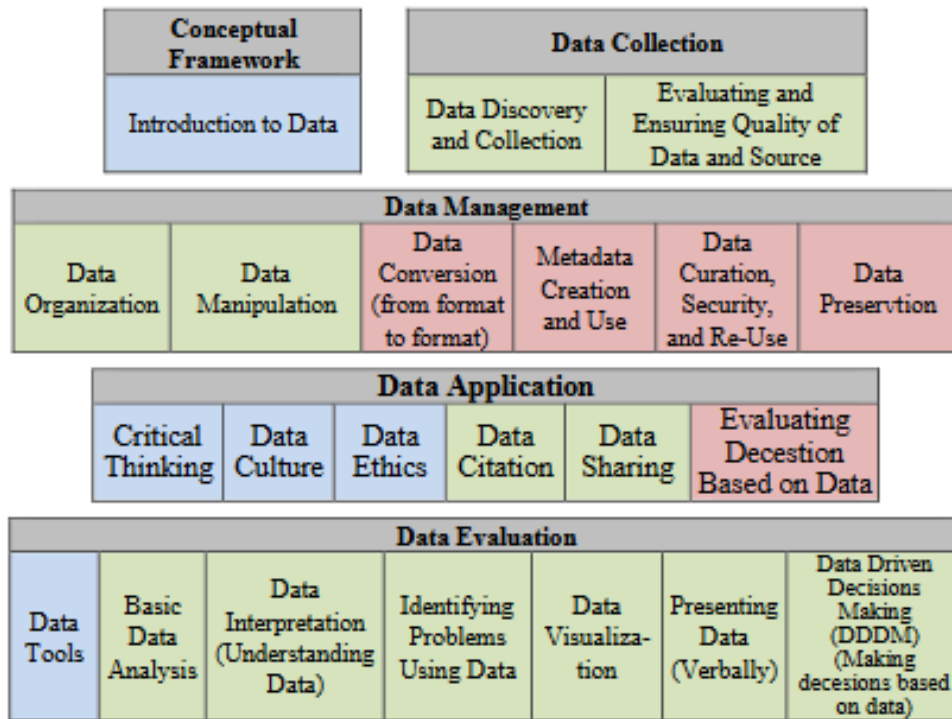 Conceptual
Framework
Introduction to Data
Data Collection
Data Discovery
and Collection
Evaluating and
Ensuring Quality of
Data and Source
Data Management
Data
Organization
Data
Manipulation
Data
Conversion
(from format
to format)
Metadata
Creation
and Use
Data
Curation,
Security,
and Re-Use
Data
Preservtion
Data Application
Critical
Thinking
Data
Culture
Data
Ethics
Data
Citation
Data
Sharing
Evaluating
Decestion
Based on Data
Data Evaluation
Data
Tools
Basic
Data
Analysis
Data
Interpretation
(Understanding
Data)
Identifying
Problems
Using Data
Data
Visualiza-
tion
Presenting
Data
(Verbally)
Data Driven
Decisions
Making
(DDDM)
(Making
decesions based
on data)